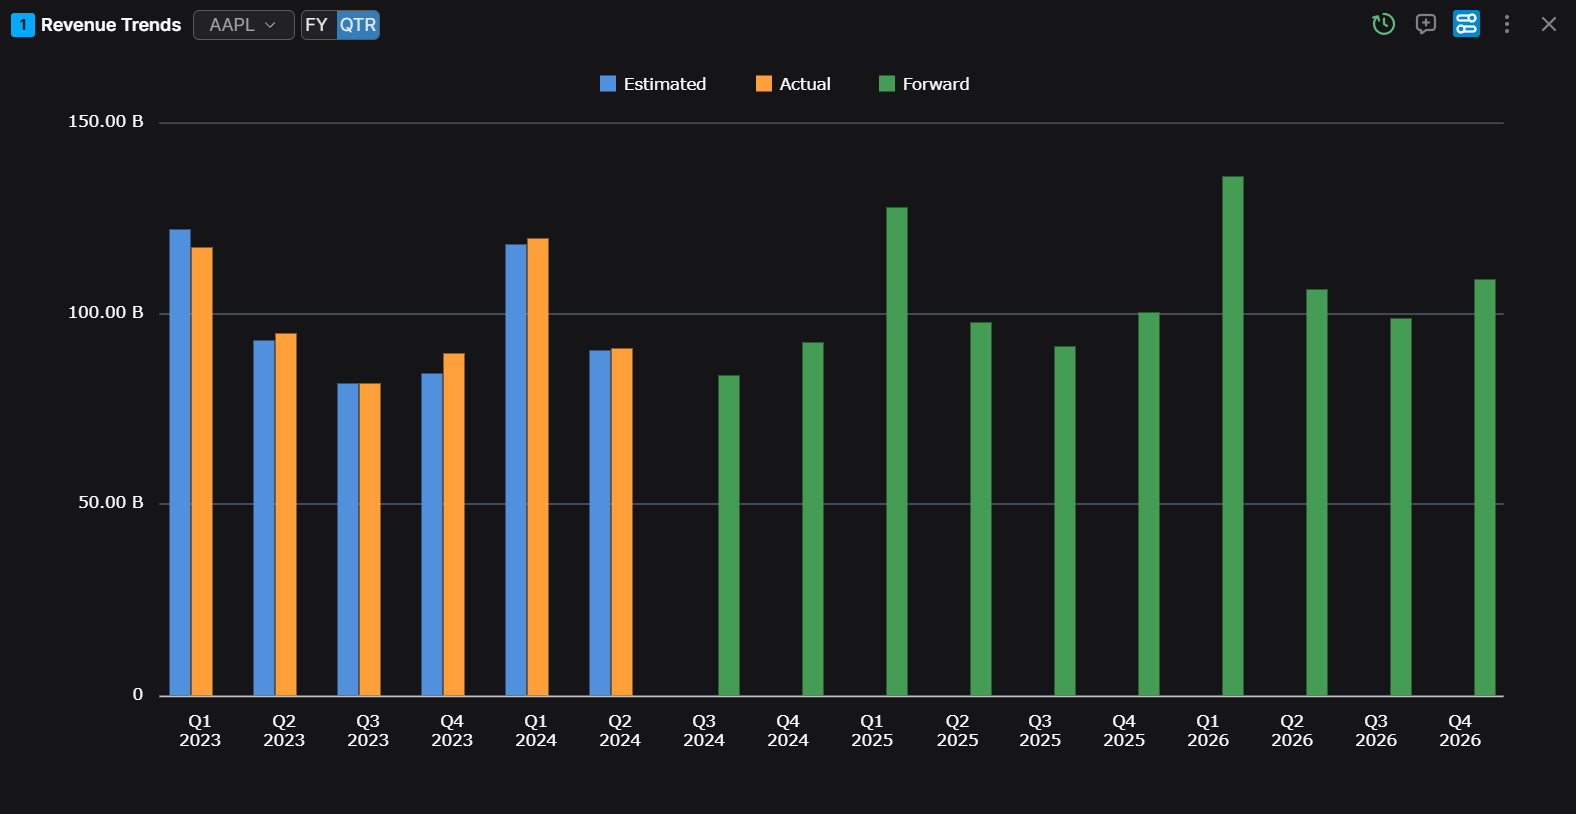 1 Revenue Trends AAPL FY QTR
Estimated Actual Forward
150.00 B
100.00 B
50.00 B
0
Q1 Q2 Q3 Q4 Q1 Q2 Q3 Q4 Q1 Q2 Q3 Q4 Q1 Q2 Q3 Q4
2023 2023 2023 2023 2024 2024 2024 2024 2025 2025 2025 2025 2026 2026 2026 2026